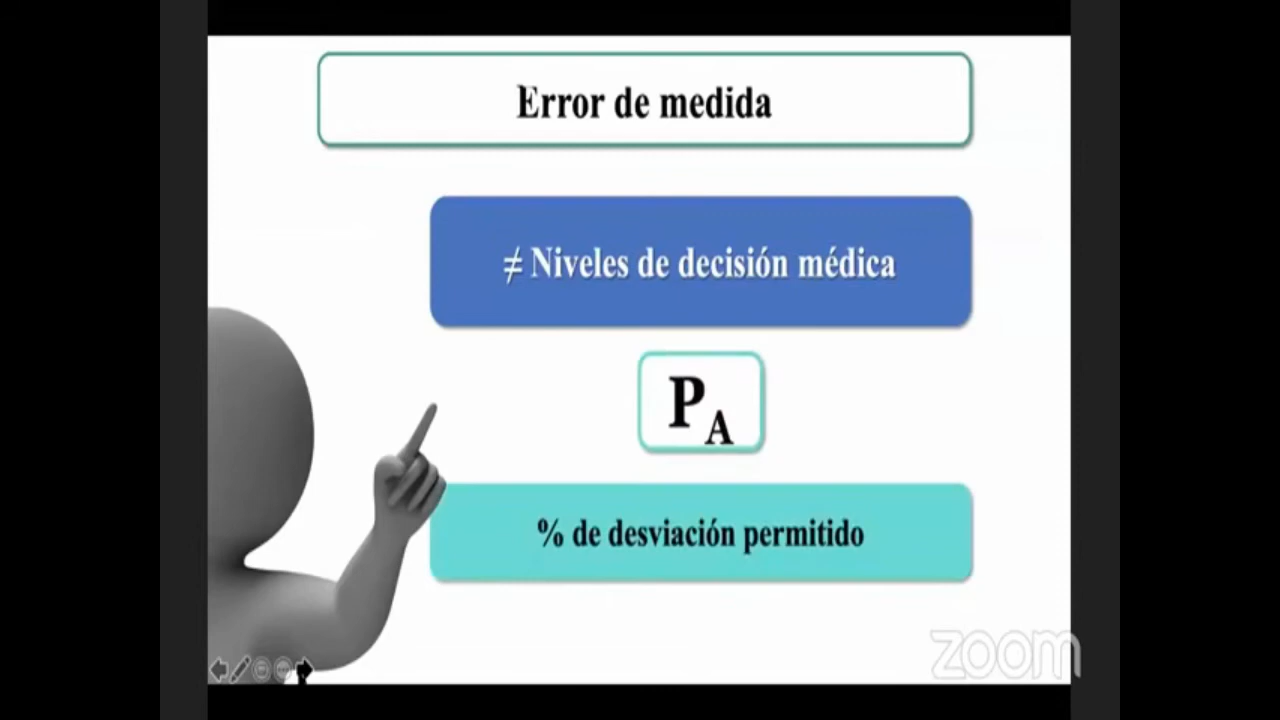 Error de medida
≠ Niveles de decisión médica
PA
% de desviación permitido
zoom